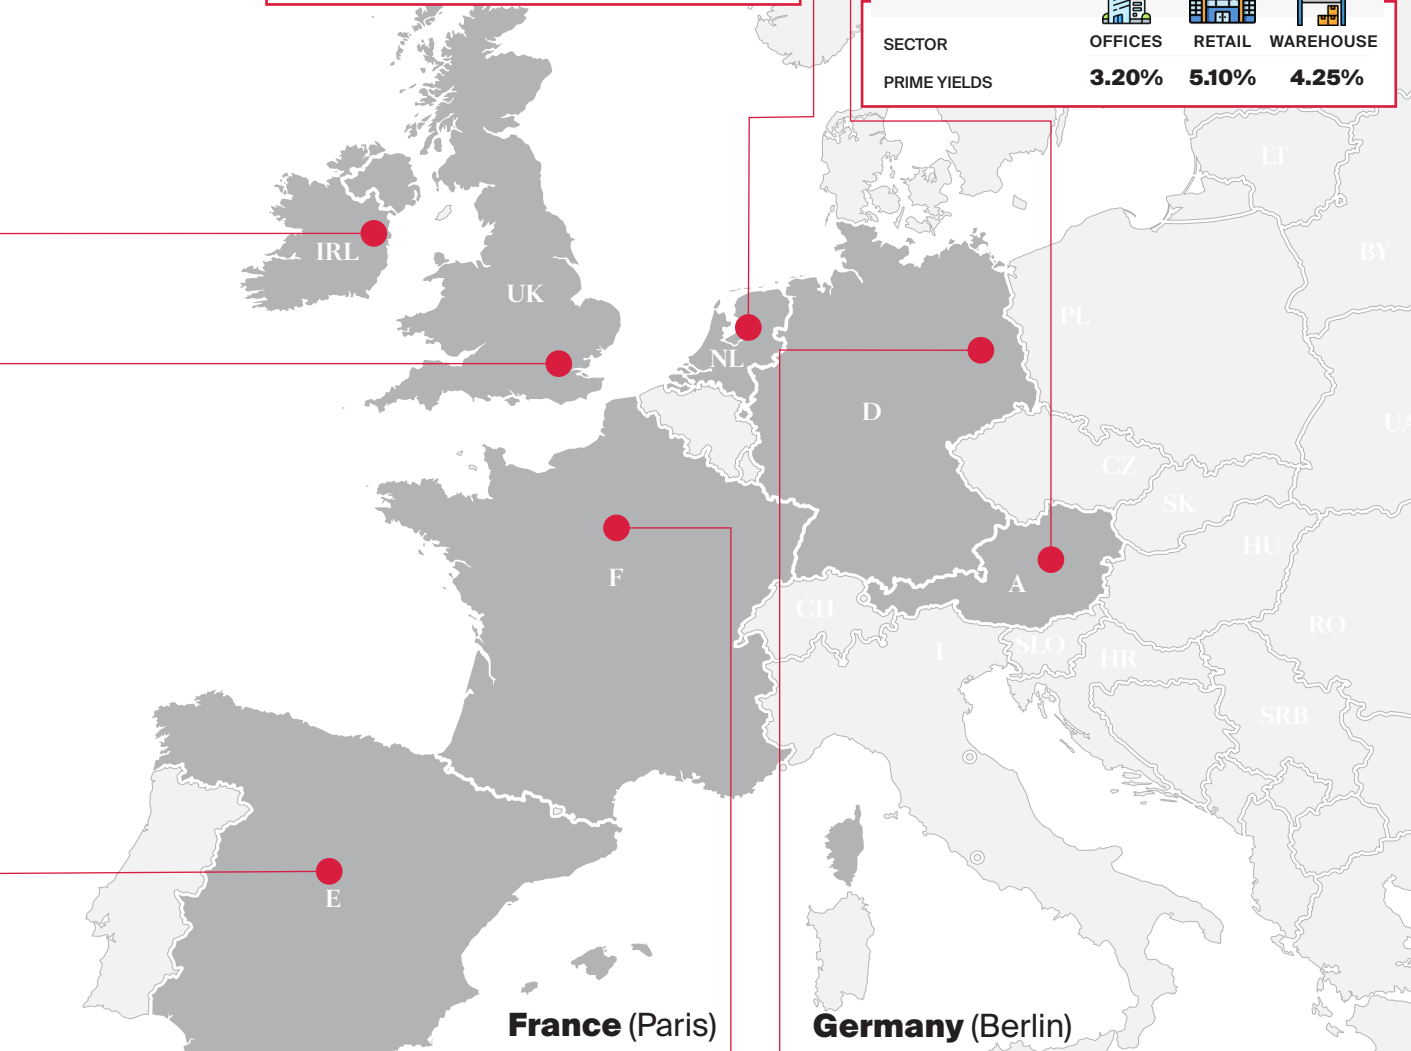 OFFICES RETAIL WAREHOUSE
SECTOR
PRIME YIELDS 3.20% 5.10% 4.25%
LT
IRL
BY
UK
PL
NL
D
UA
CZ
SK
HU
F
A
CH
RO
I
SLO
HR
SRB
E
France (Paris)
Germany (Berlin)